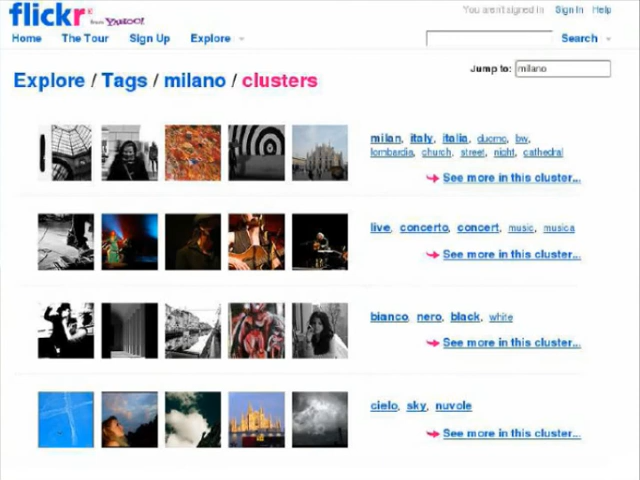 flickr from YAHOO!
You aren't signed in Sign In Help
Home The Tour Sign Up Explore
Search
Jump to: milano
Explore / Tags / milano / clusters
milan, italy, italia, duomo, bw,
lombardia, church, street, night, cathedral
See more in this cluster...
live, concerto, concert, music, musica
See more in this cluster...
bianco, nero, black, white
See more in this cluster...
cielo, sky, nuvole
See more in this cluster...